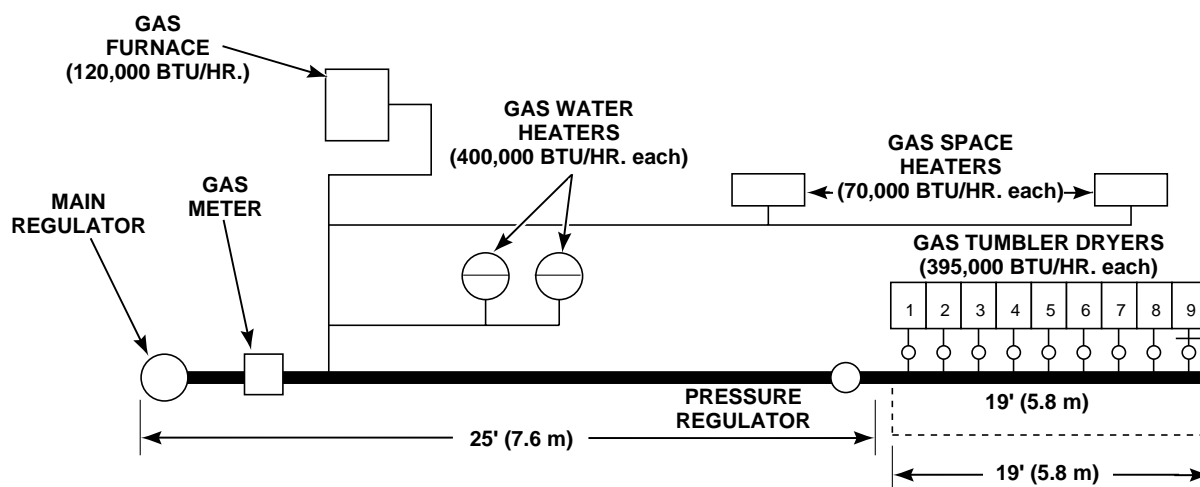 GAS
FURNACE
(120,000 BTU/HR.)
GAS WATER
HEATERS
(400,000 BTU/HR. each)
GAS SPACE
HEATERS
(70,000 BTU/HR. each)
GAS
METER
MAIN
REGULATOR
GAS TUMBLER DRYERS
(395,000 BTU/HR. each)
1 2 3 4 5 6 7 8 9
PRESSURE
REGULATOR
19' (5.8 m)
25' (7.6 m)
19' (5.8 m)